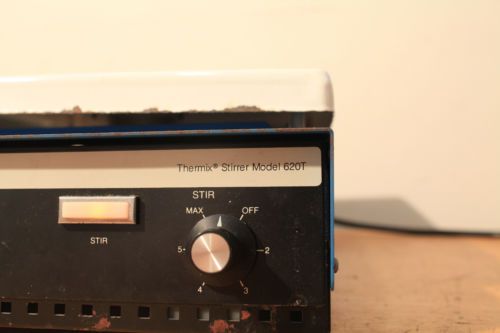 Thermix® Stirrer Model 620T
STIR
MAX OFF
STIR
5 2
4 3